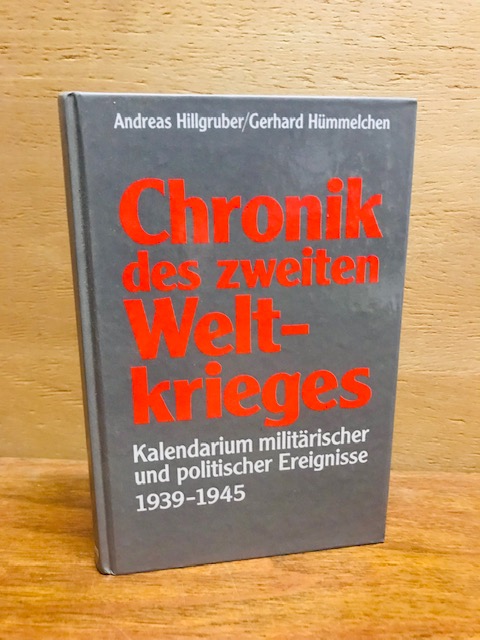 Andreas Hillgruber/Gerhard Hümmelchen
Chronik
des zweiten
Welt-
krieges
Kalendarium militärischer
und politischer Ereignisse
1939-1945